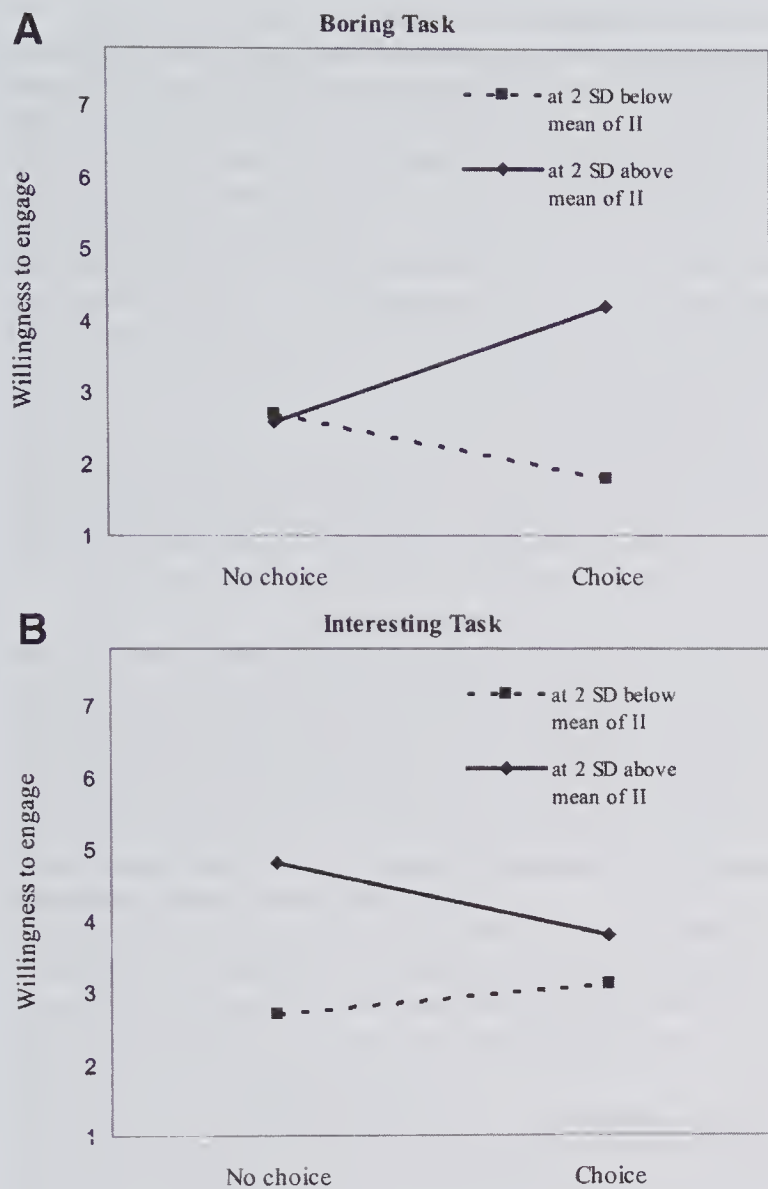 A
Boring Task
at 2 SD below
mean of II
at 2 SD above
mean of II
Willingness to engage
7
6
5
4
3
2
1
No choice
Choice
B
Interesting Task
at 2 SD below
mean of II
at 2 SD above
mean of II
Willingness to engage
7
6
5
4
3
2
1
No choice
Choice